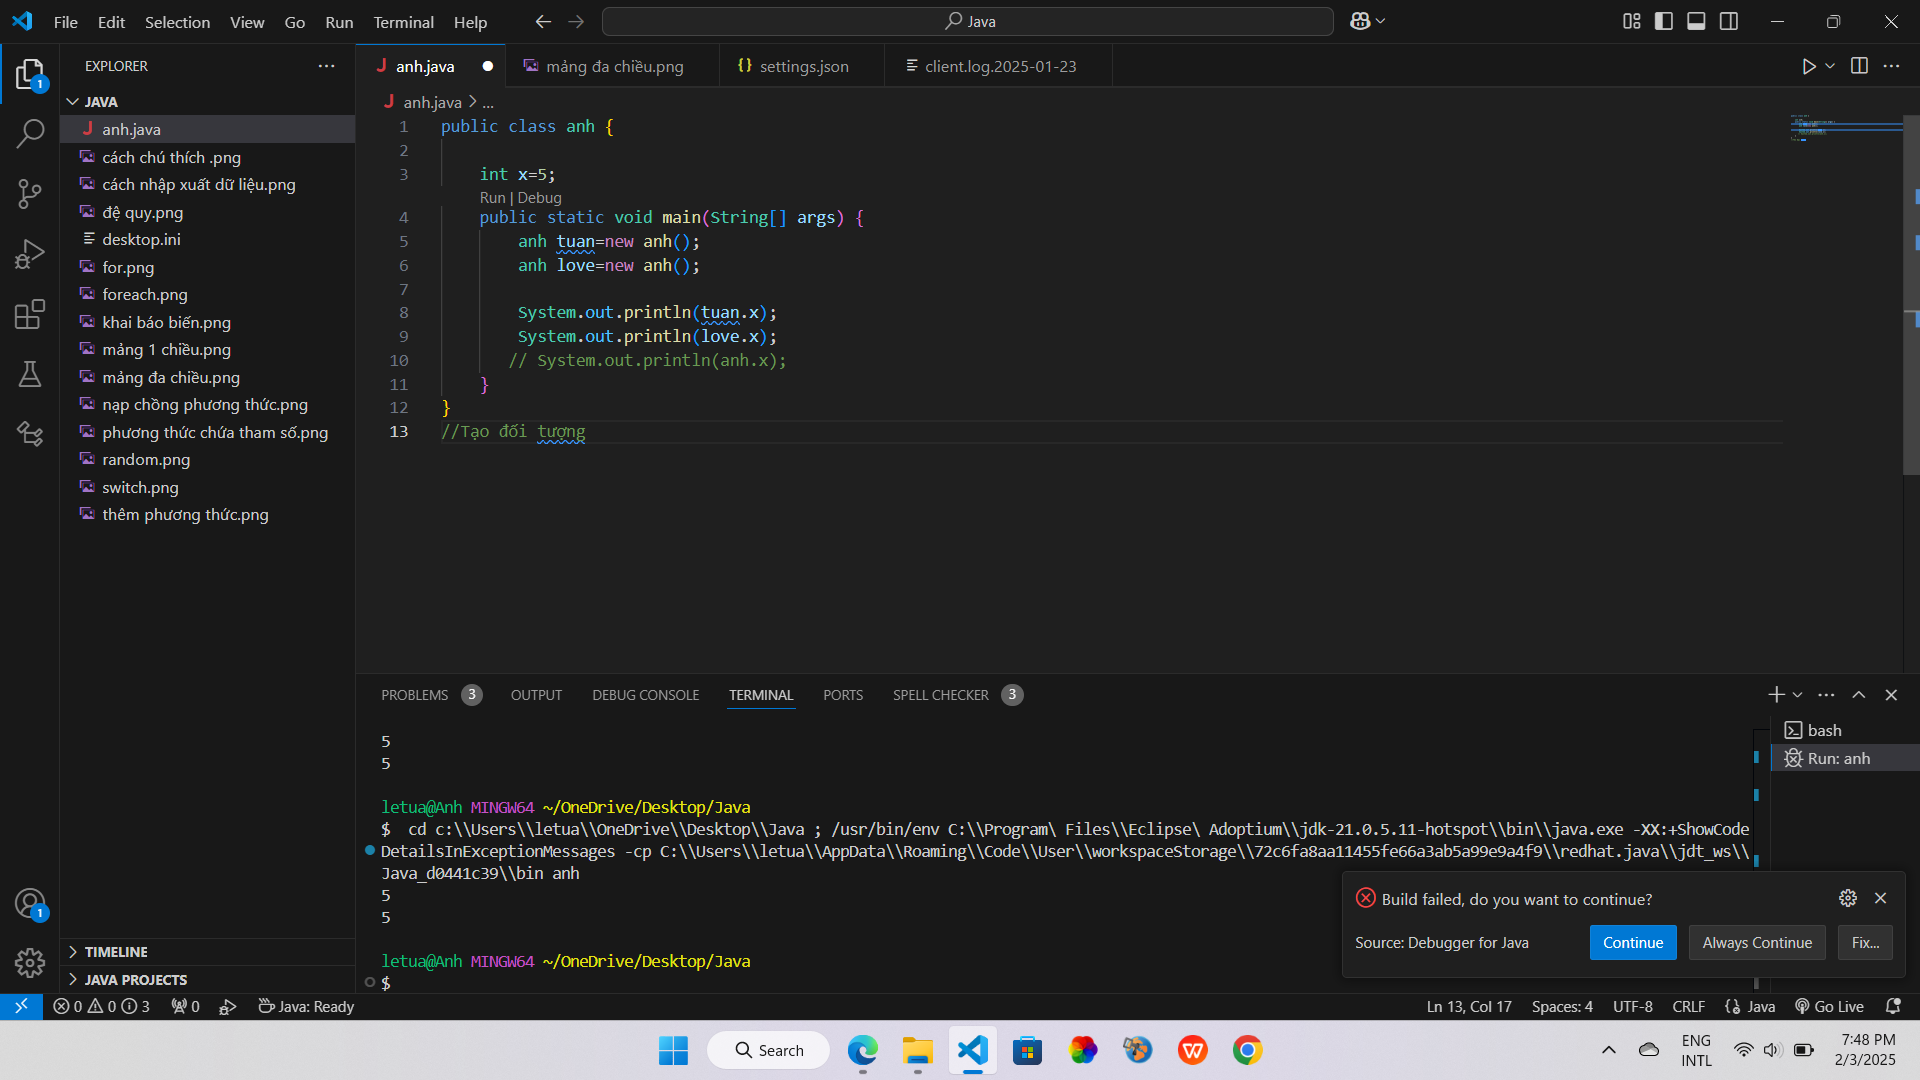 File Edit Selection View Go Run Terminal Help
Java
EXPLORER
JAVA
anh.java
cách chú thích .png
cách nhập xuất dữ liệu.png
đệ quy.png
desktop.ini
for.png
foreach.png
khai báo biến.png
mảng 1 chiều.png
mảng đa chiều.png
nạp chồng phương thức.png
phương thức chứa tham số.png
random.png
switch.png
thêm phương thức.png
TIMELINE
JAVA PROJECTS
1
1
anh.java mảng đa chiều.png settings.json client.log.2025-01-23
anh.java > ...
1 public class anh {
2
3 int x=5;
Run | Debug
4 public static void main(String[] args) {
5 anh tuan=new anh();
6 anh love=new anh();
7
8 System.out.println(tuan.x);
9 System.out.println(love.x);
10 // System.out.println(anh.x);
11 }
12 }
13 //Tạo đối tượng
PROBLEMS 3 OUTPUT DEBUG CONSOLE TERMINAL PORTS SPELL CHECKER 3
bash
Run: anh
5
5
letua@Anh MINGW64 ~/OneDrive/Desktop/Java
$ cd c:\\Users\\letua\\OneDrive\\Desktop\\Java ; /usr/bin/env C:\\Program\ Files\\Eclipse\ Adoptium\\jdk-21.0.5.11-hotspot\\bin\\java.exe -XX:+ShowCode
DetailsInExceptionMessages -cp C:\\Users\\letua\\AppData\\Roaming\\Code\\User\\workspaceStorage\\72c6fa8aa11455fe66a3ab5a99e9a4f9\\redhat.java\\jdt_ws\\
Java_d0441c39\\bin anh
5
5
letua@Anh MINGW64 ~/OneDrive/Desktop/Java
$
Build failed, do you want to continue?
Source: Debugger for Java Continue Always Continue Fix...
0 0 3 0 Java: Ready Ln 13, Col 17 Spaces: 4 UTF-8 CRLF Java Go Live
Search
ENG
INTL
7:48 PM
2/3/2025